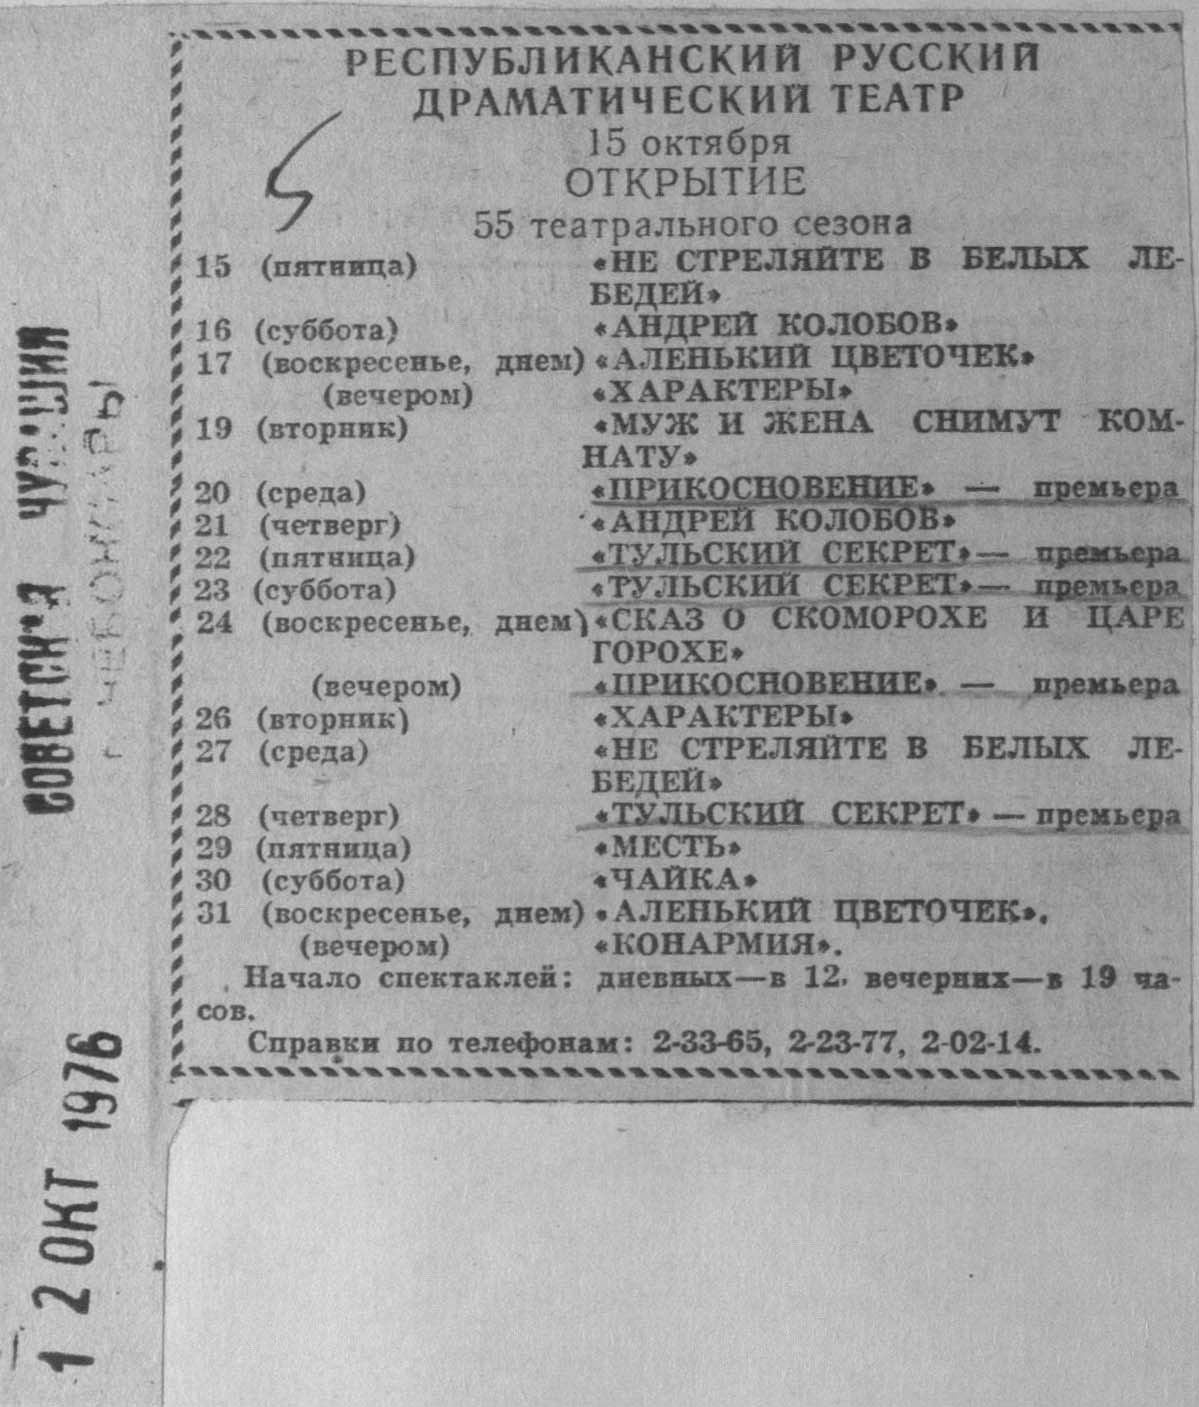 РЕСПУБЛИКАНСКИЙ РУССКИЙ
ДРАМАТИЧЕСКИЙ ТЕАТР
15 октября
ОТКРЫТИЕ
55 театрального сезона
15 (пятница) «НЕ СТРЕЛЯЙТЕ В БЕЛЫХ ЛЕ-
БЕДЕЙ»
16 (суббота) «АНДРЕЙ КОЛОБОВ»
17 (воскресенье, днем) «АЛЕНЬКИЙ ЦВЕТОЧЕК»
(вечером) «ХАРАКТЕРЫ»
19 (вторник) «МУЖ И ЖЕНА СНИМУТ КОМ-
НАТУ»
20 (среда) «ПРИКОСНОВЕНИЕ» — премьера
21 (четверг) «АНДРЕЙ КОЛОБОВ»
22 (пятница) «ТУЛЬСКИЙ СЕКРЕТ» — премьера
23 (суббота) «ТУЛЬСКИЙ СЕКРЕТ» — премьера
24 (воскресенье, днем) «СКАЗ О СКОМОРОХЕ И ЦАРЕ
ГОРОХЕ»
(вечером) «ПРИКОСНОВЕНИЕ» — премьера
26 (вторник) «ХАРАКТЕРЫ»
27 (среда) «НЕ СТРЕЛЯЙТЕ В БЕЛЫХ ЛЕ-
БЕДЕЙ»
28 (четверг) «ТУЛЬСКИЙ СЕКРЕТ» — премьера
29 (пятница) «МЕСТЬ»
30 (суббота) «ЧАЙКА»
31 (воскресенье, днем) «АЛЕНЬКИЙ ЦВЕТОЧЕК».
(вечером) «КОНАРМИЯ».
Начало спектаклей: дневных—в 12, вечерних—в 19 ча-
сов.
Справки по телефонам: 2-33-65, 2-23-77, 2-02-14.
СОВЕТСКАЯ ЧУВАШИЯ
г. ЧЕБОКСАРЫ
12 ОКТ 1976